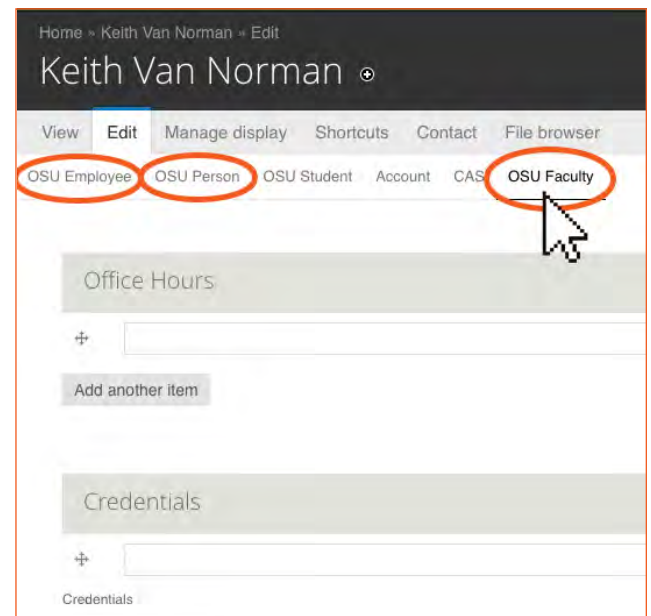 Home » Keith Van Norman » Edit
Keith Van Norman
View Edit Manage display Shortcuts Contact File browser
OSU Employee OSU Person OSU Student Account CAS OSU Faculty
Office Hours
Add another item
Credentials
Credentials